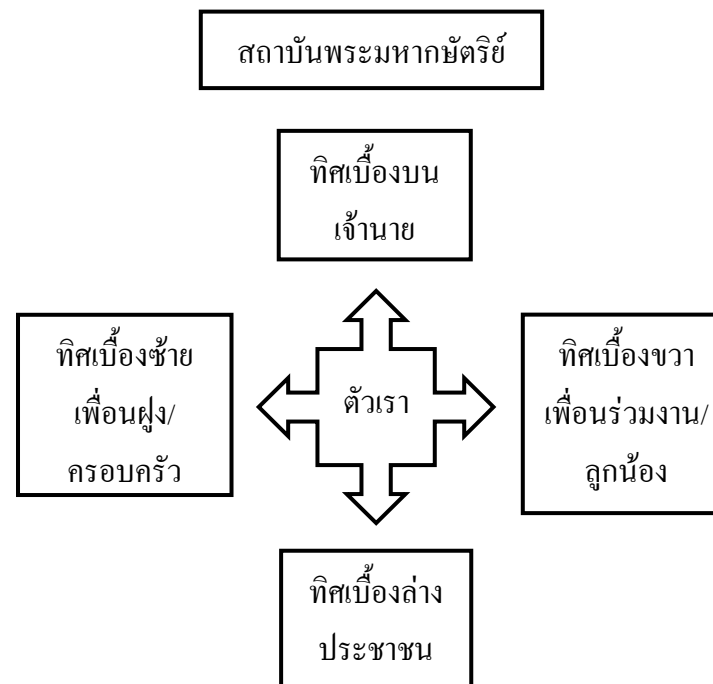 สถาบันพระมหากษัตริย์
ทิศเบื้องบน
เจ้านาย
ทิศเบื้องซ้าย
เพื่อนฝูง/
ครอบครัว
ตัวเรา
ทิศเบื้องขวา
เพื่อนร่วมงาน/
ลูกน้อง
ทิศเบื้องล่าง
ประชาชน